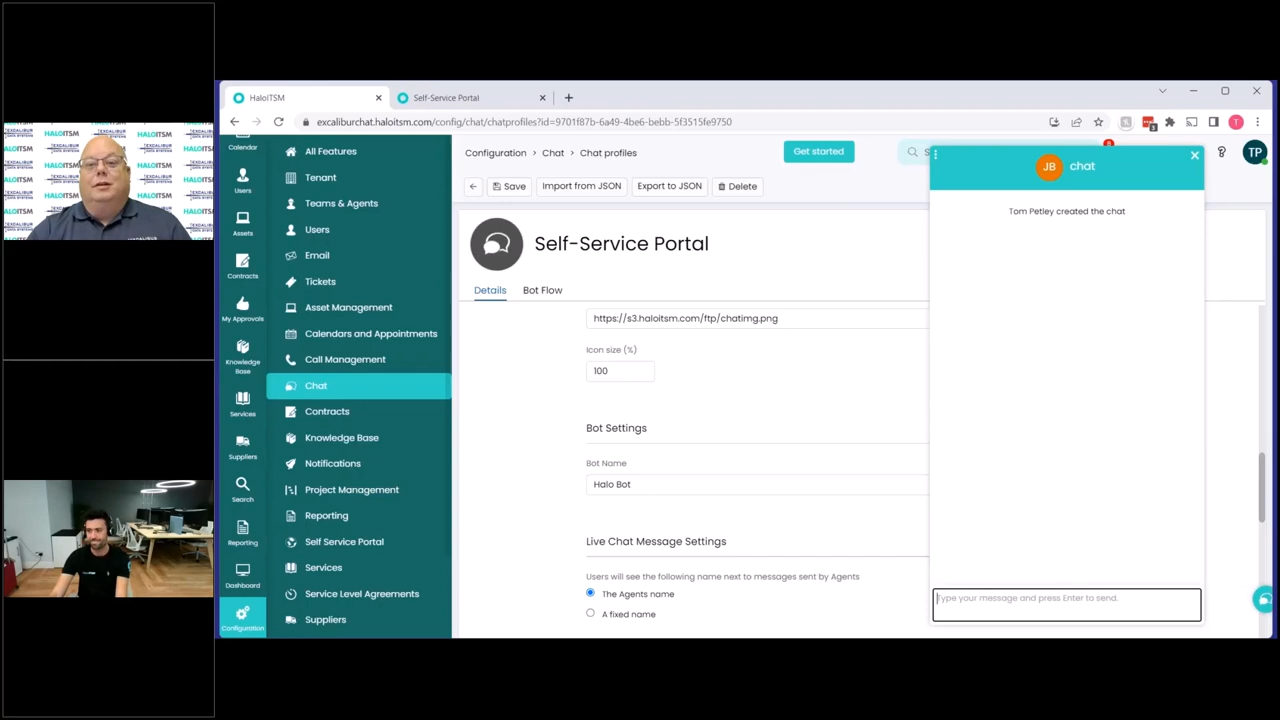 HaloITSM
Self-Service Portal
excaliburchat.haloitsm.com/config/chat/chatprofiles?id=9701f87b-6a49-4be6-bebb-5f3515fe9750
Calendar
Users
Assets
Contracts
My Approvals
Knowledge
Base
Services
Suppliers
Search
Reporting
Dashboard
Configuration
All Features
Tenant
Teams & Agents
Users
Email
Tickets
Asset Management
Calendars and Appointments
Call Management
Chat
Contracts
Knowledge Base
Notifications
Project Management
Reporting
Self Service Portal
Services
Service Level Agreements
Suppliers
Configuration > Chat > Chat profiles
Get started
S
TP
Save
Import from JSON
Export to JSON
Delete
Self-Service Portal
Details
Bot Flow
https://s3.haloitsm.com/ftp/chatimg.png
Icon size (%)
100
Bot Settings
Bot Name
Halo Bot
Live Chat Message Settings
Users will see the following name next to messages sent by Agents
The Agents name
A fixed name
JB chat
Tom Petley created the chat
Type your message and press Enter to send.
HALOITSM
EXCALIBUR
DATA SYSTEMS